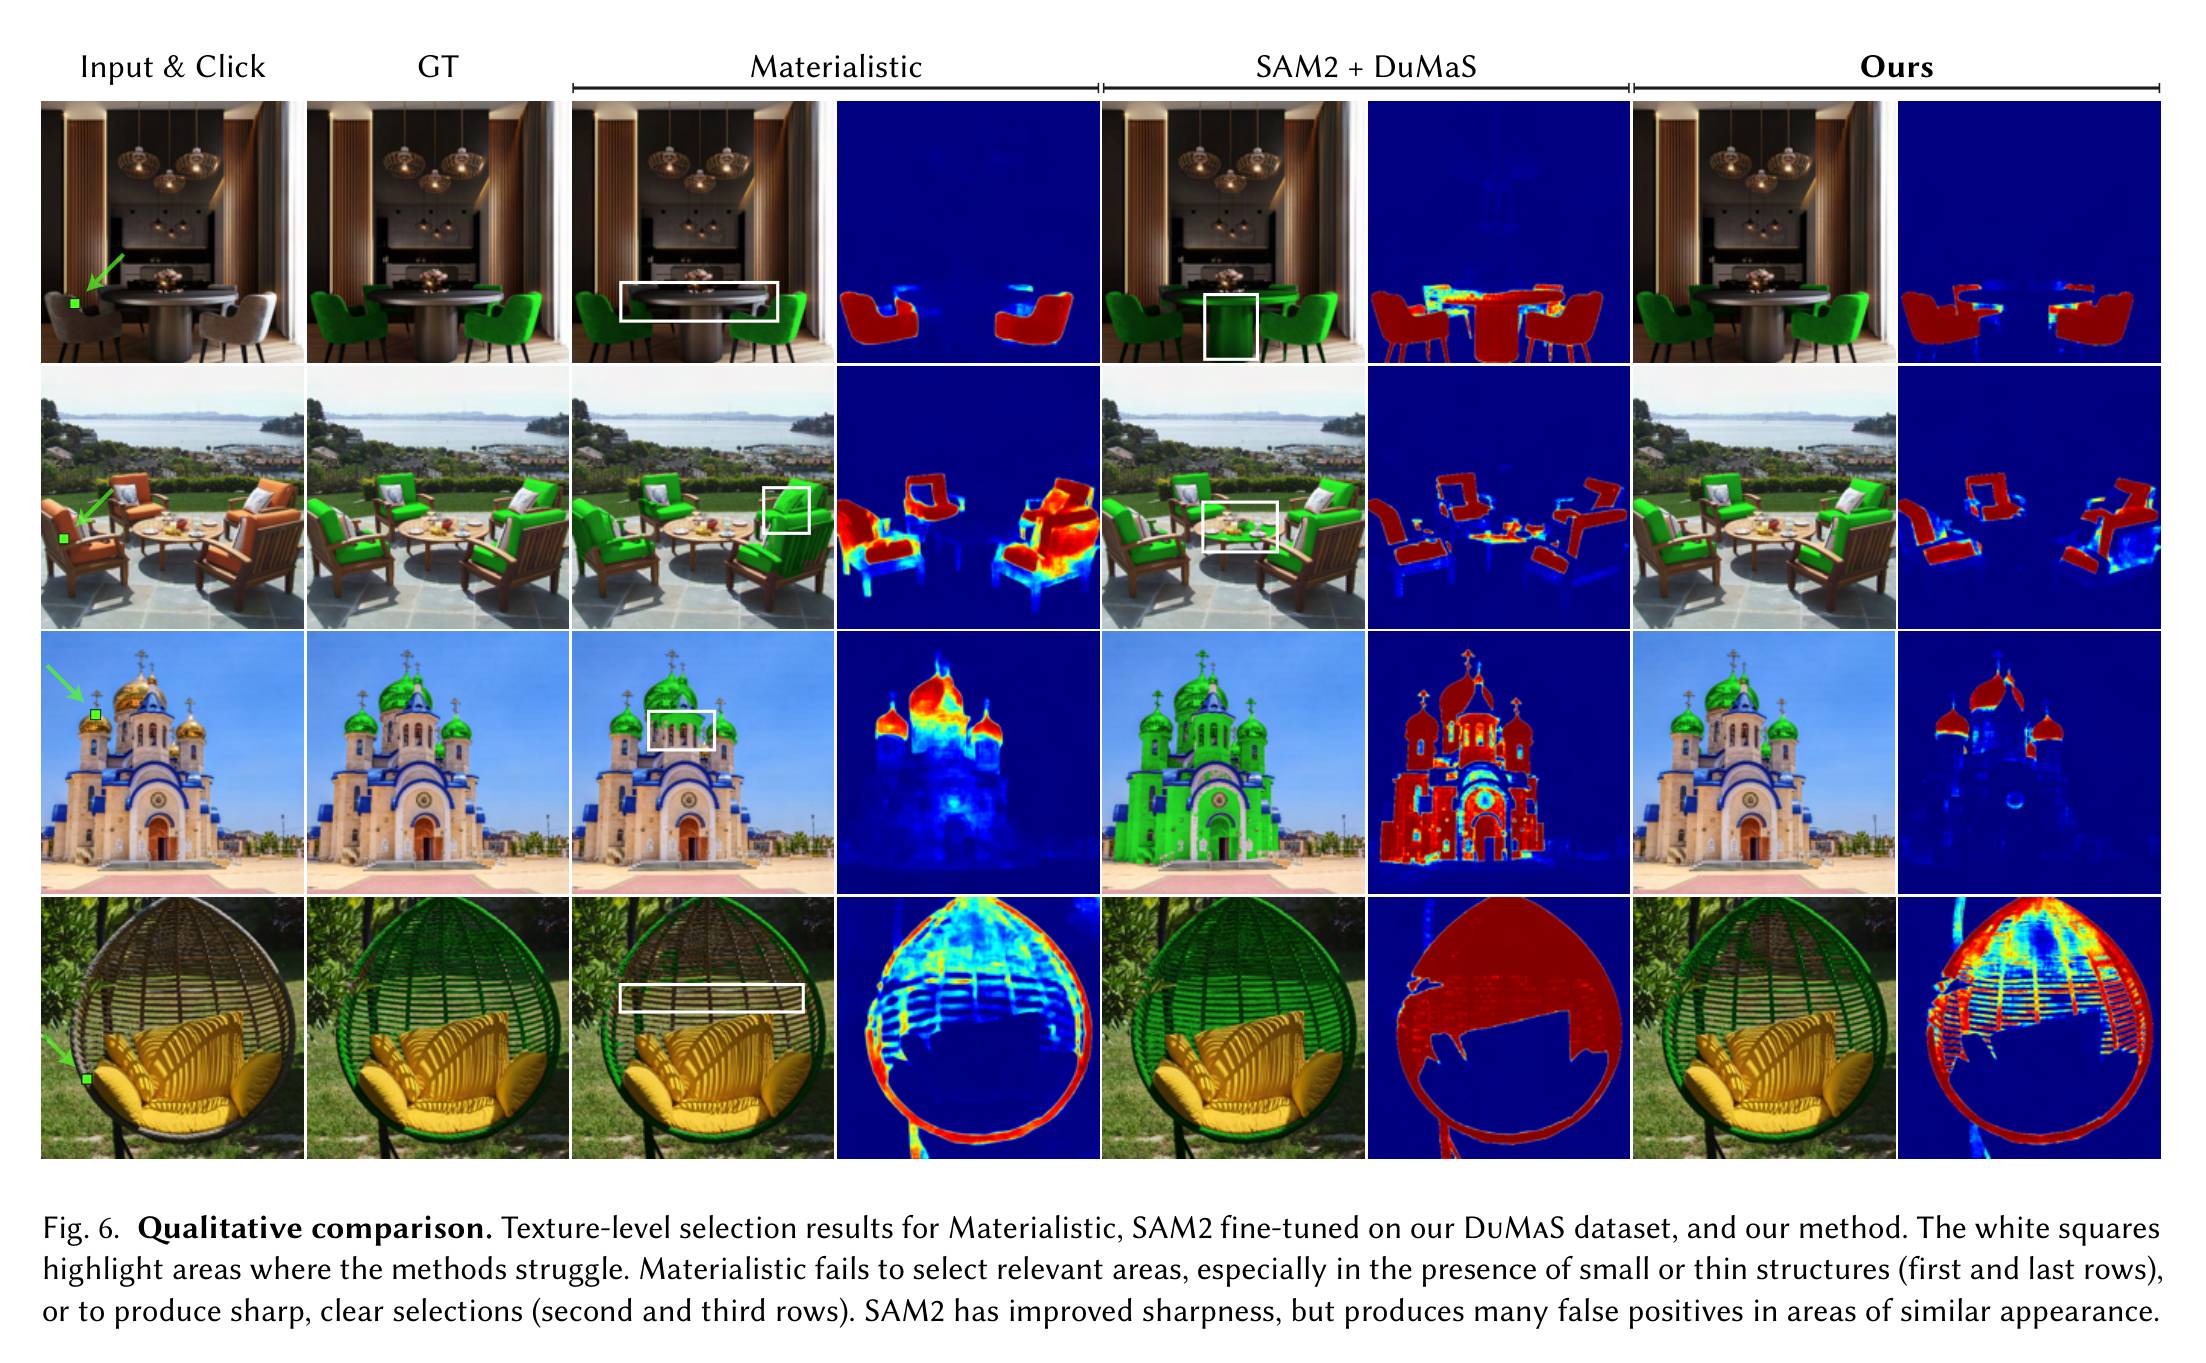 Input & Click GT Materialistic SAM2 + DuMaS Ours
Fig. 6. Qualitative comparison. Texture-level selection results for Materialistic, SAM2 fine-tuned on our DuMaS dataset, and our method. The white squares
highlight areas where the methods struggle. Materialistic fails to select relevant areas, especially in the presence of small or thin structures (first and last rows),
or to produce sharp, clear selections (second and third rows). SAM2 has improved sharpness, but produces many false positives in areas of similar appearance.